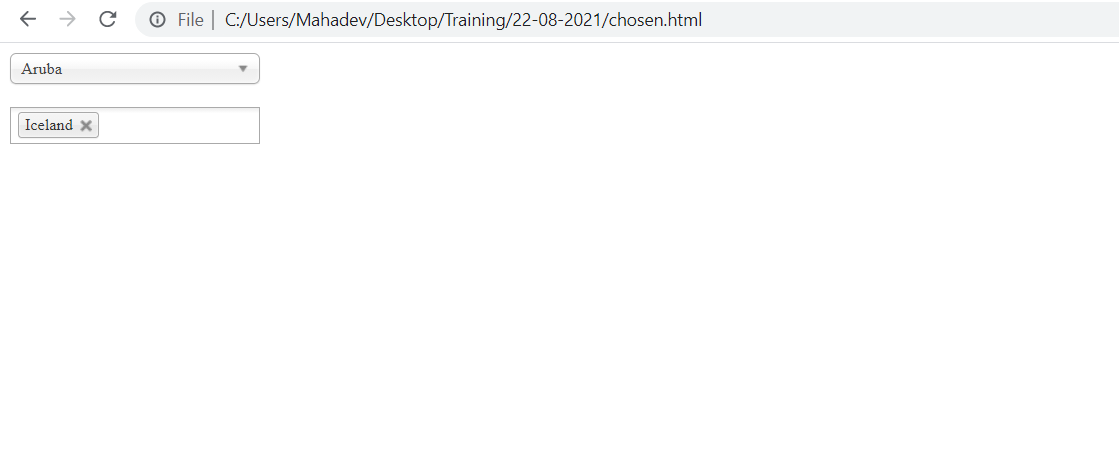 File | C:/Users/Mahadev/Desktop/Training/22-08-2021/chosen.html
Aruba
Iceland